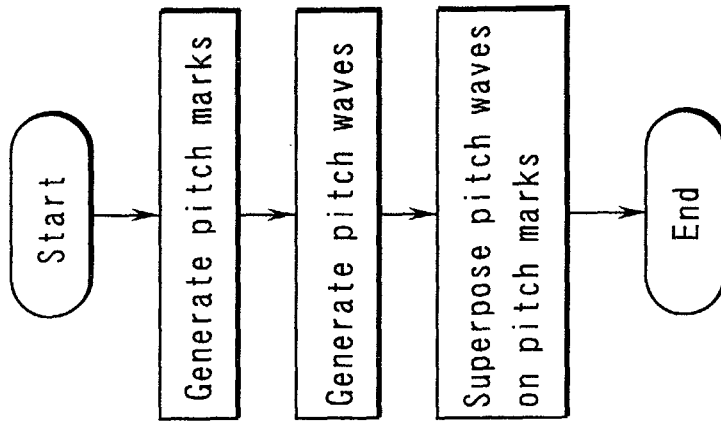 Start
Generate pitch marks
Generate pitch waves
Superpose pitch waves
on pitch marks
End